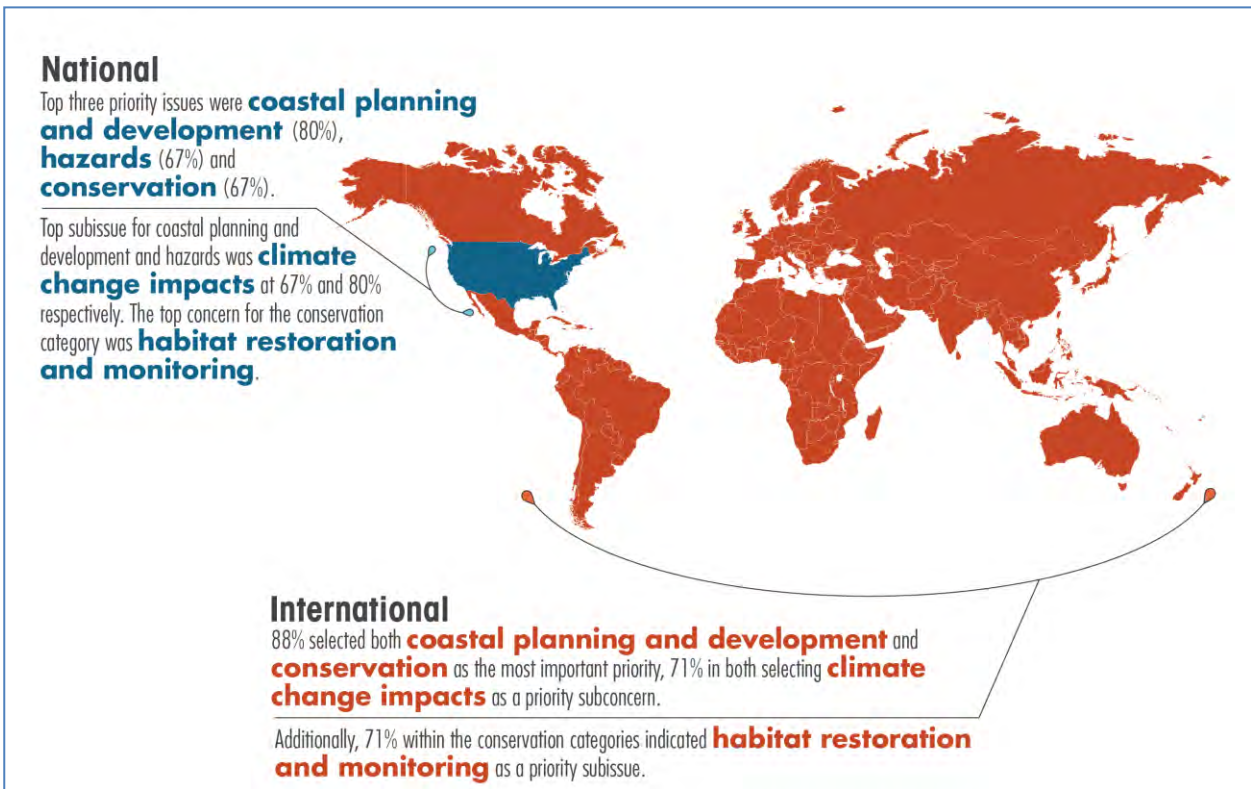 National
Top three priority issues were coastal planning
and development (80%),
hazards (67%) and
conservation (67%).
Top subissue for coastal planning and
development and hazards was climate
change impacts at 67% and 80%
respectively. The top concern for the conservation
category was habitat restoration
and monitoring.
International
88% selected both coastal planning and development and
conservation as the most important priority, 71% in both selecting climate
change impacts as a priority subconcern.
Additionally, 71% within the conservation categories indicated habitat restoration
and monitoring as a priority subissue.